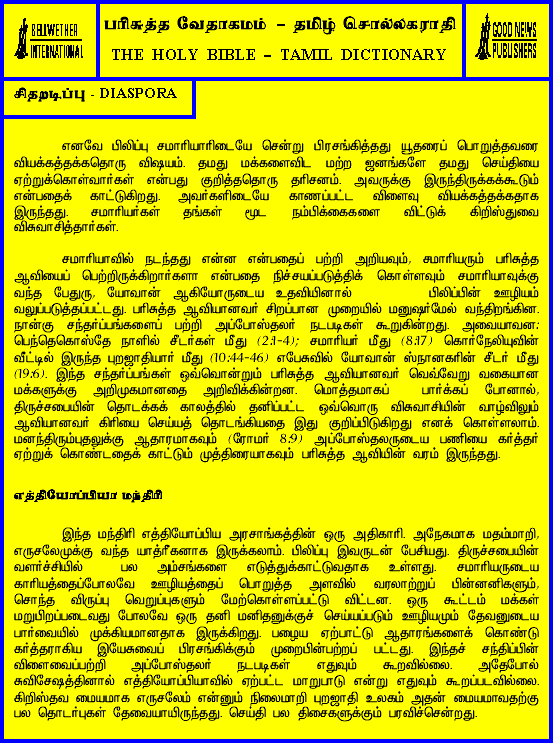 BELLWETHER
INTERNATIONAL
பரிசுத்த வேதாகமம் – தமிழ் சொல்லகராதி
THE HOLY BIBLE – TAMIL DICTIONARY
GOOD NEWS
PUBLISHERS
சிதறடிப்பு - DIASPORA
எனவே பிலிப்பு சமாரியாரிடையே சென்று பிரசங்கித்தது யூதரைப் பொறுத்தவரை
வியக்கத்தக்கதொரு விஷயம். தமது மக்களைவிட மற்ற ஜனங்களே தமது செய்தியை
ஏற்றுக்கொள்வார்கள் என்பது குறித்ததொரு தரிசனம். அவருக்கு இருந்திருக்கக்கூடும்
என்பதைக் காட்டுகிறது. அவர்களிடையே காணப்பட்ட விளைவு வியக்கத்தக்கதாக
இருந்தது. சமாரியர்கள் தங்கள் மூட நம்பிக்கைகளை விட்டுக் கிறிஸ்துவை
விசுவாசித்தார்கள்.
சமாரியாவில் நடந்தது என்ன என்பதைப் பற்றி அறியவும், சமாரியரும் பரிசுத்த
ஆவியைப் பெற்றிருக்கிறார்களா என்பதை நிச்சயப்படுத்திக் கொள்ளவும் சமாரியாவுக்கு
வந்த பேதுரு, யோவான் ஆகியோருடைய உதவியினால் பிலிப்பின் ஊழியம்
வலுப்படுத்தப்பட்டது. பரிசுத்த ஆவியானவர் சிறப்பான முறையில் மனுஷர்மேல் வந்திறங்கின.
நான்கு சந்தர்ப்பங்களைப் பற்றி அப்போஸ்தலர் நடபடிகள் கூறுகின்றது. அவையாவன;
பெந்தெகொஸ்தே நாளில் சீடர்கள் மீது (2:1-4); சமாரியர் மீது (8:17) கொர்நேலியுவின்
வீட்டில் இருந்த புறஜாதியார் மீது (10:44-46) எபேசுவில் யோவான் ஸ்நானகரின் சீடர் மீது
(19:6). இந்த சந்தர்ப்பங்கள் ஒவ்வொன்றும் பரிசுத்த ஆவியானவர் வெவ்வேறு வகையான
மக்களுக்கு அறிமுகமானதை அறிவிக்கின்றன. மொத்தமாகப் பார்க்கப் போனால்,
திருச்சபையின் தொடக்கக் காலத்தில் தனிப்பட்ட ஒவ்வொரு விசுவாசியின் வாழ்விலும்
ஆவியானவர் கிரியை செய்யத் தொடங்கியதை இது குறிப்பிடுகிறது எனக் கொள்ளலாம்.
மனந்திரும்புதலுக்கு ஆதாரமாகவும் (ரோமர் 8:9) அப்போஸ்தலருடைய பணியை கர்த்தர்
ஏற்றுக் கொண்டதைக் காட்டும் முத்திரையாகவும் பரிசுத்த ஆவியின் வரம் இருந்தது.
எத்தியோப்பியா மந்திரி
இந்த மந்திரி எத்தியோப்பிய அரசாங்கத்தின் ஒரு அதிகாரி. அநேகமாக மதம்மாறி,
எருசலேமுக்கு வந்த யாத்ரீகனாக இருக்கலாம். பிலிப்பு இவருடன் பேசியது. திருச்சபையின்
வளர்ச்சியில் பல அம்சங்களை எடுத்துக்காட்டுவதாக உள்ளது. சமாரியருடைய
காரியத்தைப்போலவே ஊழியத்தைப் பொறுத்த அளவில் வரலாற்றுப் பின்னனிகளும்,
சொந்த விருப்பு வெறுப்புகளும் மேற்கொள்ளப்பட்டு விட்டன. ஒரு கூட்டம் மக்கள்
மறுபிறப்படைவது போலவே ஒரு தனி மனிதனுக்குச் செய்யப்படும் ஊழியமும் தேவனுடைய
பார்வையில் முக்கியமானதாக இருக்கிறது. பழைய ஏற்பாட்டு ஆதாரங்களைக் கொண்டு
கர்த்தராகிய இயேசுவைப் பிரசங்கிக்கும் முறைபின்பற்றப் பட்டது. இந்தச் சந்திப்பின்
விளைவைப்பற்றி அப்போஸ்தலர் நடபடிகள் எதுவும் கூறவில்லை. அதேபோல்
சுவிசேஷத்தினால் எத்தியோப்பியாவில் ஏற்பட்ட மாறுபாடு என்று எதுவும் கூறப்படவில்லை.
கிறிஸ்தவ மையமாக எருசலேம் என்னும் நிலைமாறி புறஜாதி உலகம் அதன் மையமாவதற்கு
பல தொடர்புகள் தேவையாயிருந்தது. செய்தி பல திசைகளுக்கும் பரவிச்சென்றது.